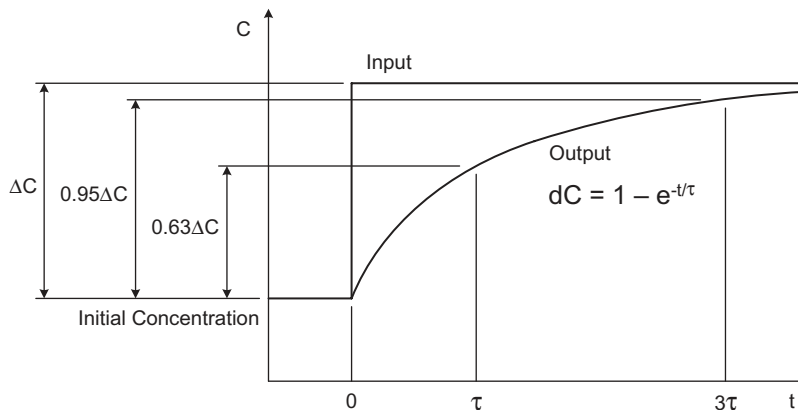 C
Input
ΔC
0.95ΔC
0.63ΔC
Output
dC = 1 – e^-t/τ
Initial Concentration
0
τ
3τ
t